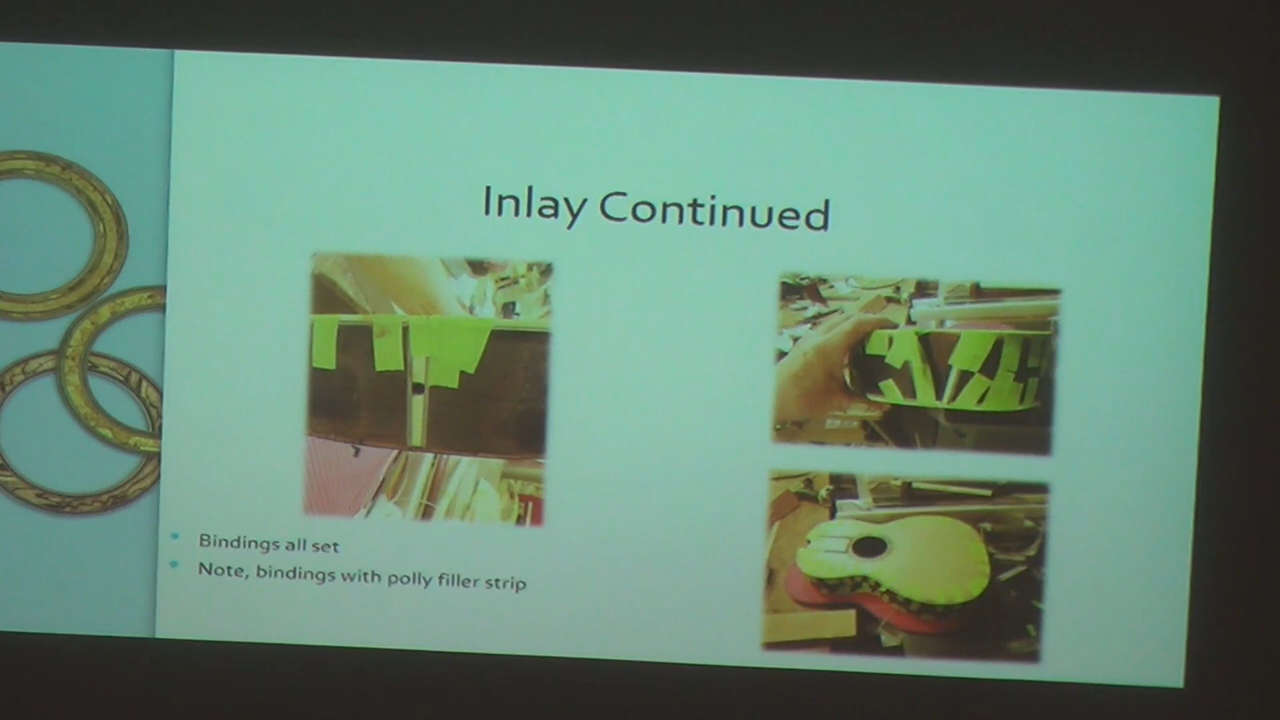 Inlay Continued
Bindings all set
Note, bindings with polly filler strip